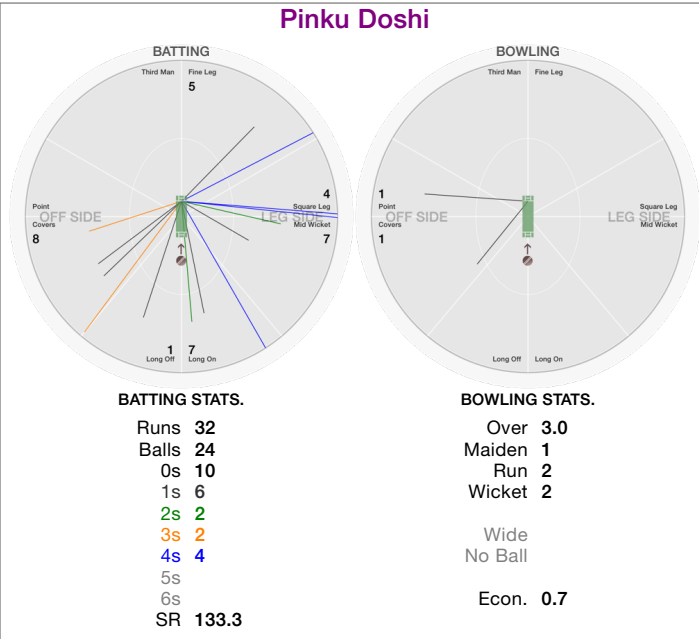 Pinku Doshi
BATTING
Third Man Fine Leg
5
4
Point Square Leg
OFF SIDE LEG SIDE
Covers Mid Wicket
8 7
1 7
Long Off Long On
BATTING STATS.
Runs 32
Balls 24
0s 10
1s 6
2s 2
3s 2
4s 4
5s
6s
SR 133.3
BOWLING
Third Man Fine Leg
1
Point Square Leg
OFF SIDE LEG SIDE
Covers Mid Wicket
1
Long Off Long On
BOWLING STATS.
Over 3.0
Maiden 1
Run 2
Wicket 2
Wide
No Ball
Econ. 0.7